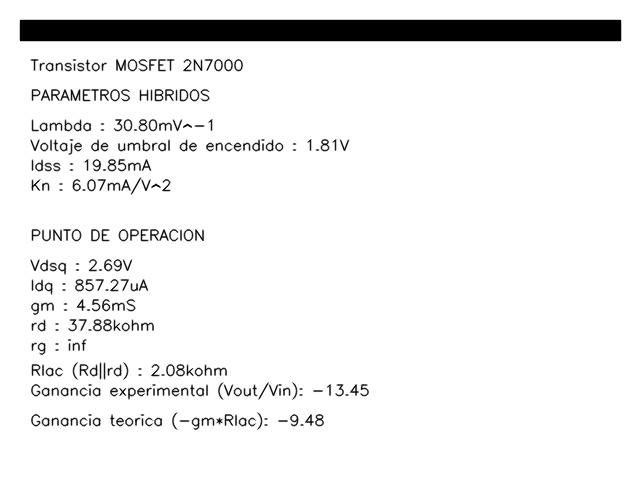 Transistor MOSFET 2N7000
PARAMETROS HIBRIDOS
Lambda : 30.80mV^-1
Voltaje de umbral de encendido : 1.81V
Idss : 19.85mA
Kn : 6.07mA/V^2
PUNTO DE OPERACION
Vdsq : 2.69V
Idq : 857.27uA
gm : 4.56mS
rd : 37.88kohm
rg : inf
Rlac (Rd||rd) : 2.08kohm
Ganancia experimental (Vout/Vin): -13.45
Ganancia teorica (-gm*Rlac): -9.48